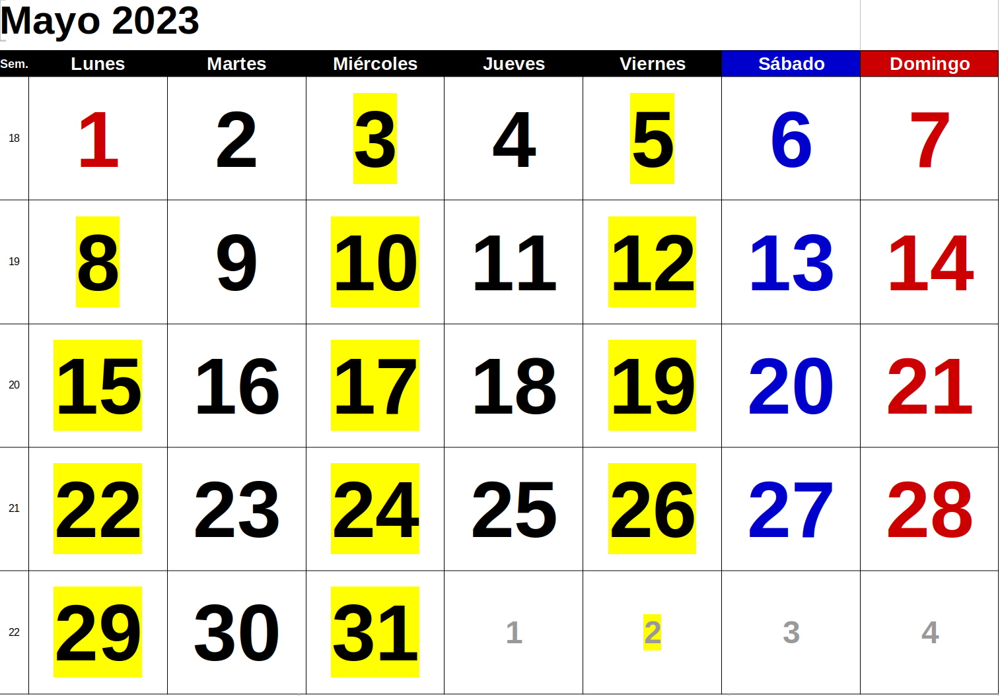 Mayo 2023
Sem. Lunes Martes Miércoles Jueves Viernes Sábado Domingo
18 1 2 3 4 5 6 7
19 8 9 10 11 12 13 14
20 15 16 17 18 19 20 21
21 22 23 24 25 26 27 28
22 29 30 31 1 2 3 4